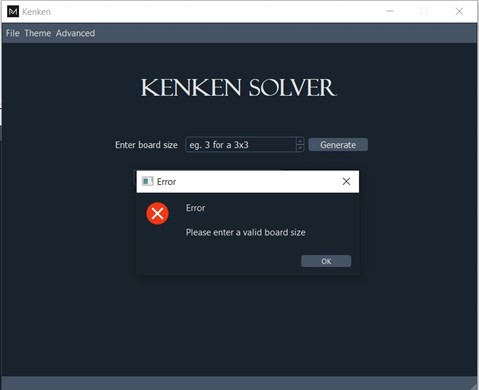 Kenken
File Theme Advanced
KENKEN SOLVER
Enter board size eg. 3 for a 3x3 Generate
Error
Error
Please enter a valid board size
OK